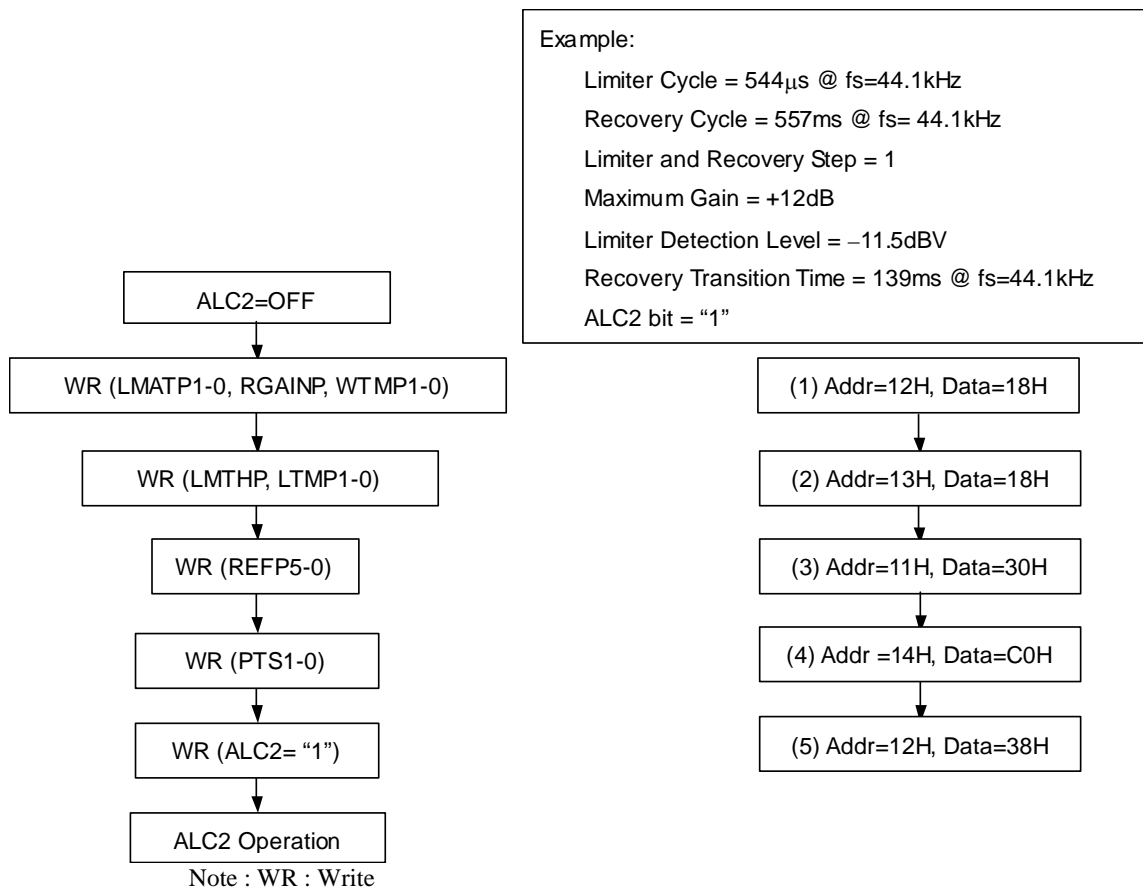 Example:
Limiter Cycle = 544μs @ fs=44.1kHz
Recovery Cycle = 557ms @ fs= 44.1kHz
Limiter and Recovery Step = 1
Maximum Gain = +12dB
Limiter Detection Level = −11.5dBV
Recovery Transition Time = 139ms @ fs=44.1kHz
ALC2 bit = “1”
ALC2=OFF
WR (LMATP1-0, RGAINP, WTMP1-0)
WR (LMTHP, LTMP1-0)
WR (REFP5-0)
WR (PTS1-0)
WR (ALC2= “1”)
ALC2 Operation
Note : WR : Write
(1) Addr=12H, Data=18H
(2) Addr=13H, Data=18H
(3) Addr=11H, Data=30H
(4) Addr =14H, Data=C0H
(5) Addr=12H, Data=38H